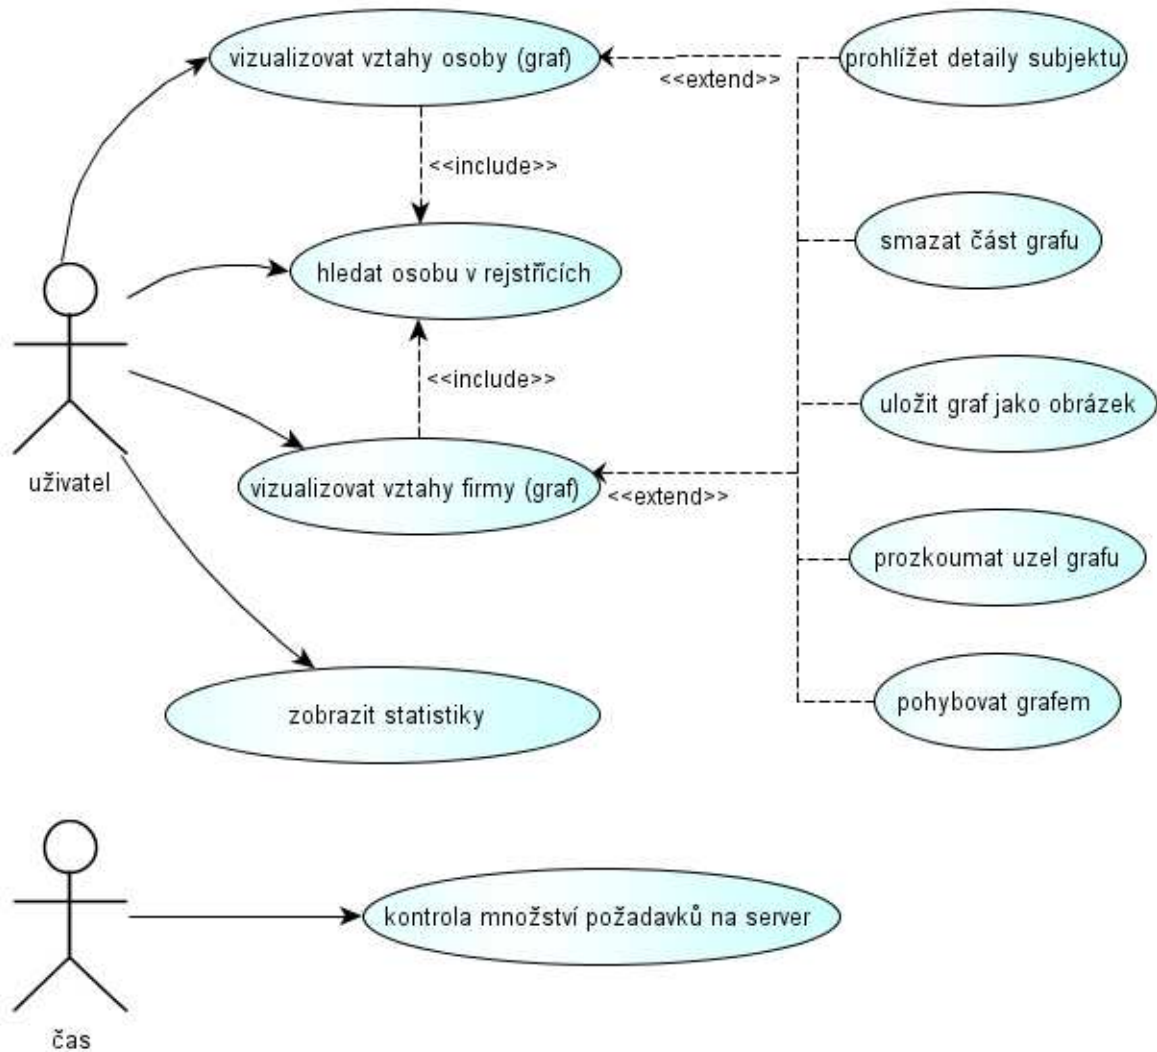 vizualizovat vztahy osoby (graf)
<<extend>>
prohlížet detaily subjektu
<<include>>
smazat část grafu
hledat osobu v rejstřících
<<include>>
uložit graf jako obrázek
uživatel
vizualizovat vztahy firmy (graf)
<<extend>>
prozkoumat uzel grafu
zobrazit statistiky
pohybovat grafem
kontrola množství požadavků na server
čas